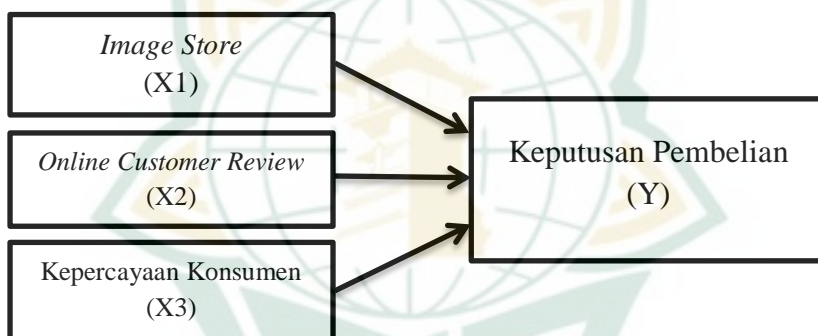 Image Store
(X1)
Online Customer Review
(X2)
Kepercayaan Konsumen
(X3)
Keputusan Pembelian
(Y)